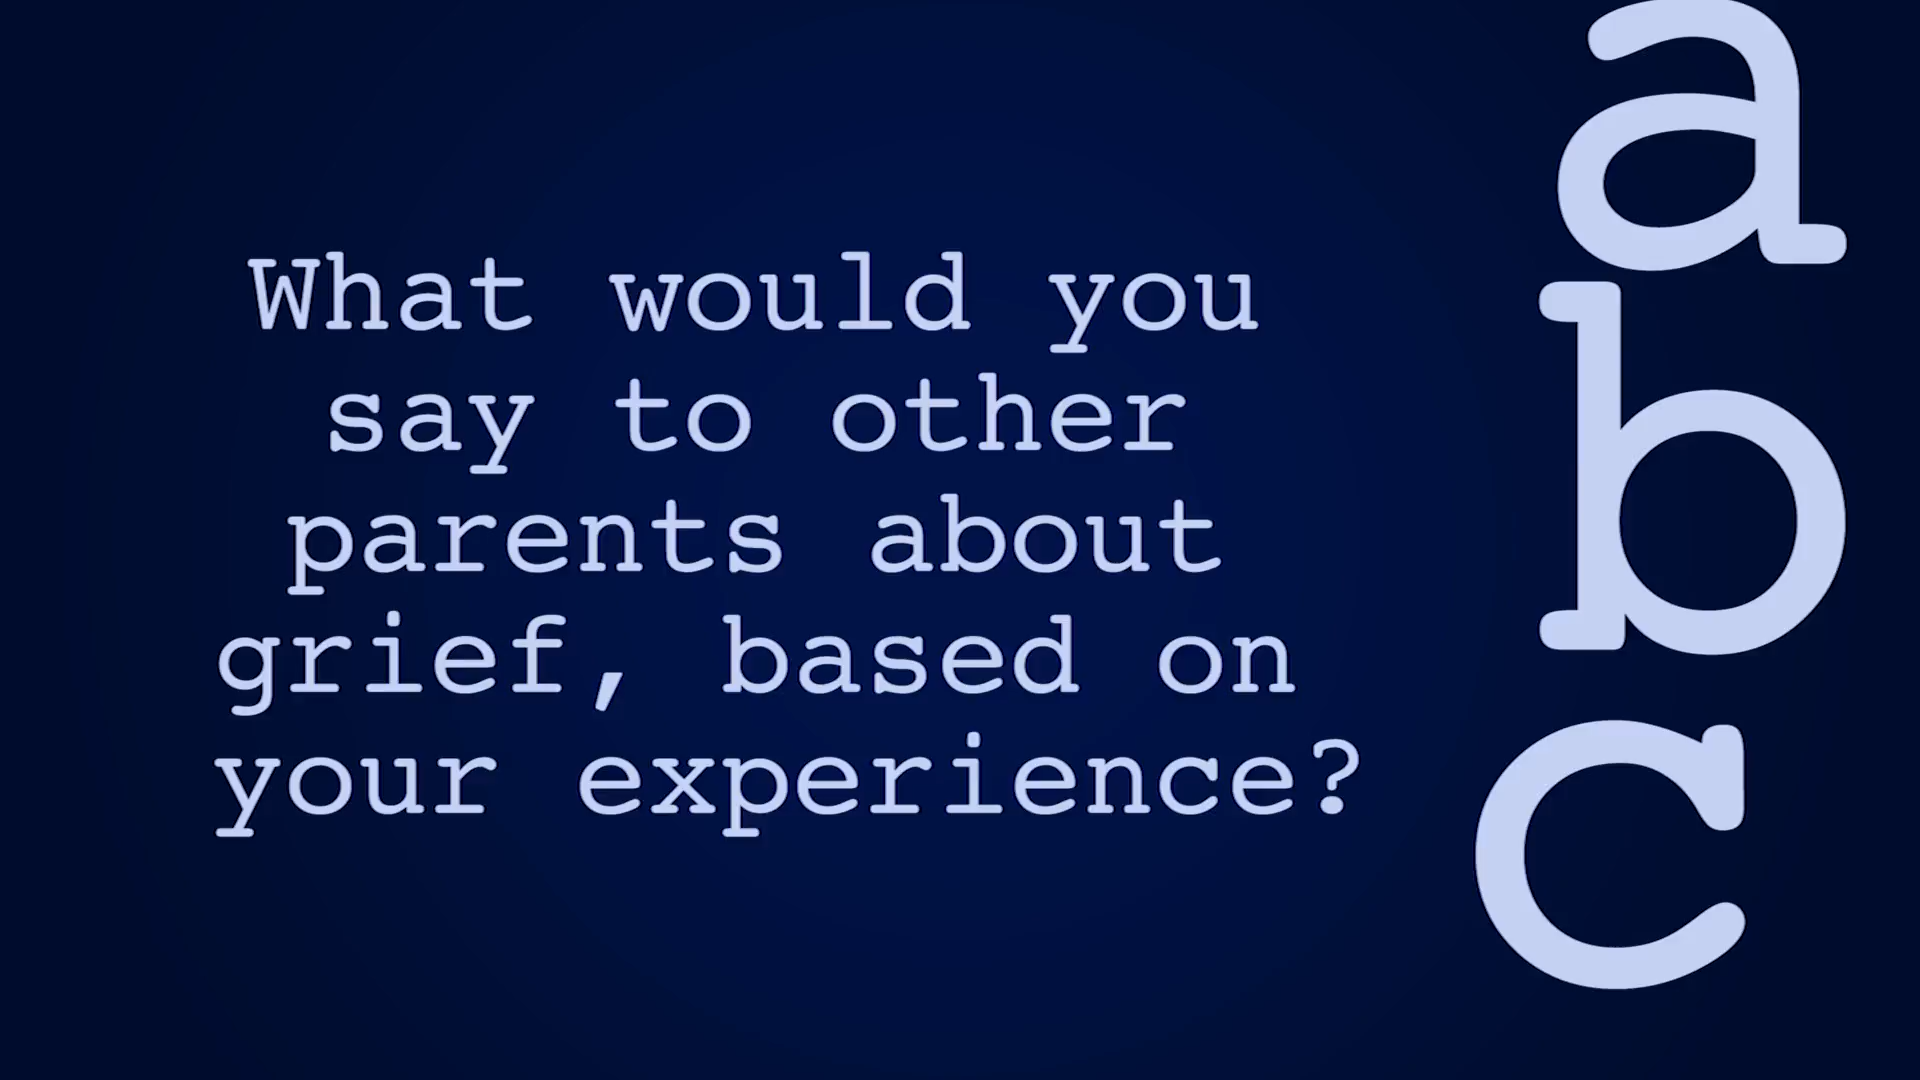 What would you
say to other
parents about
grief, based on
your experience?
a
b
c